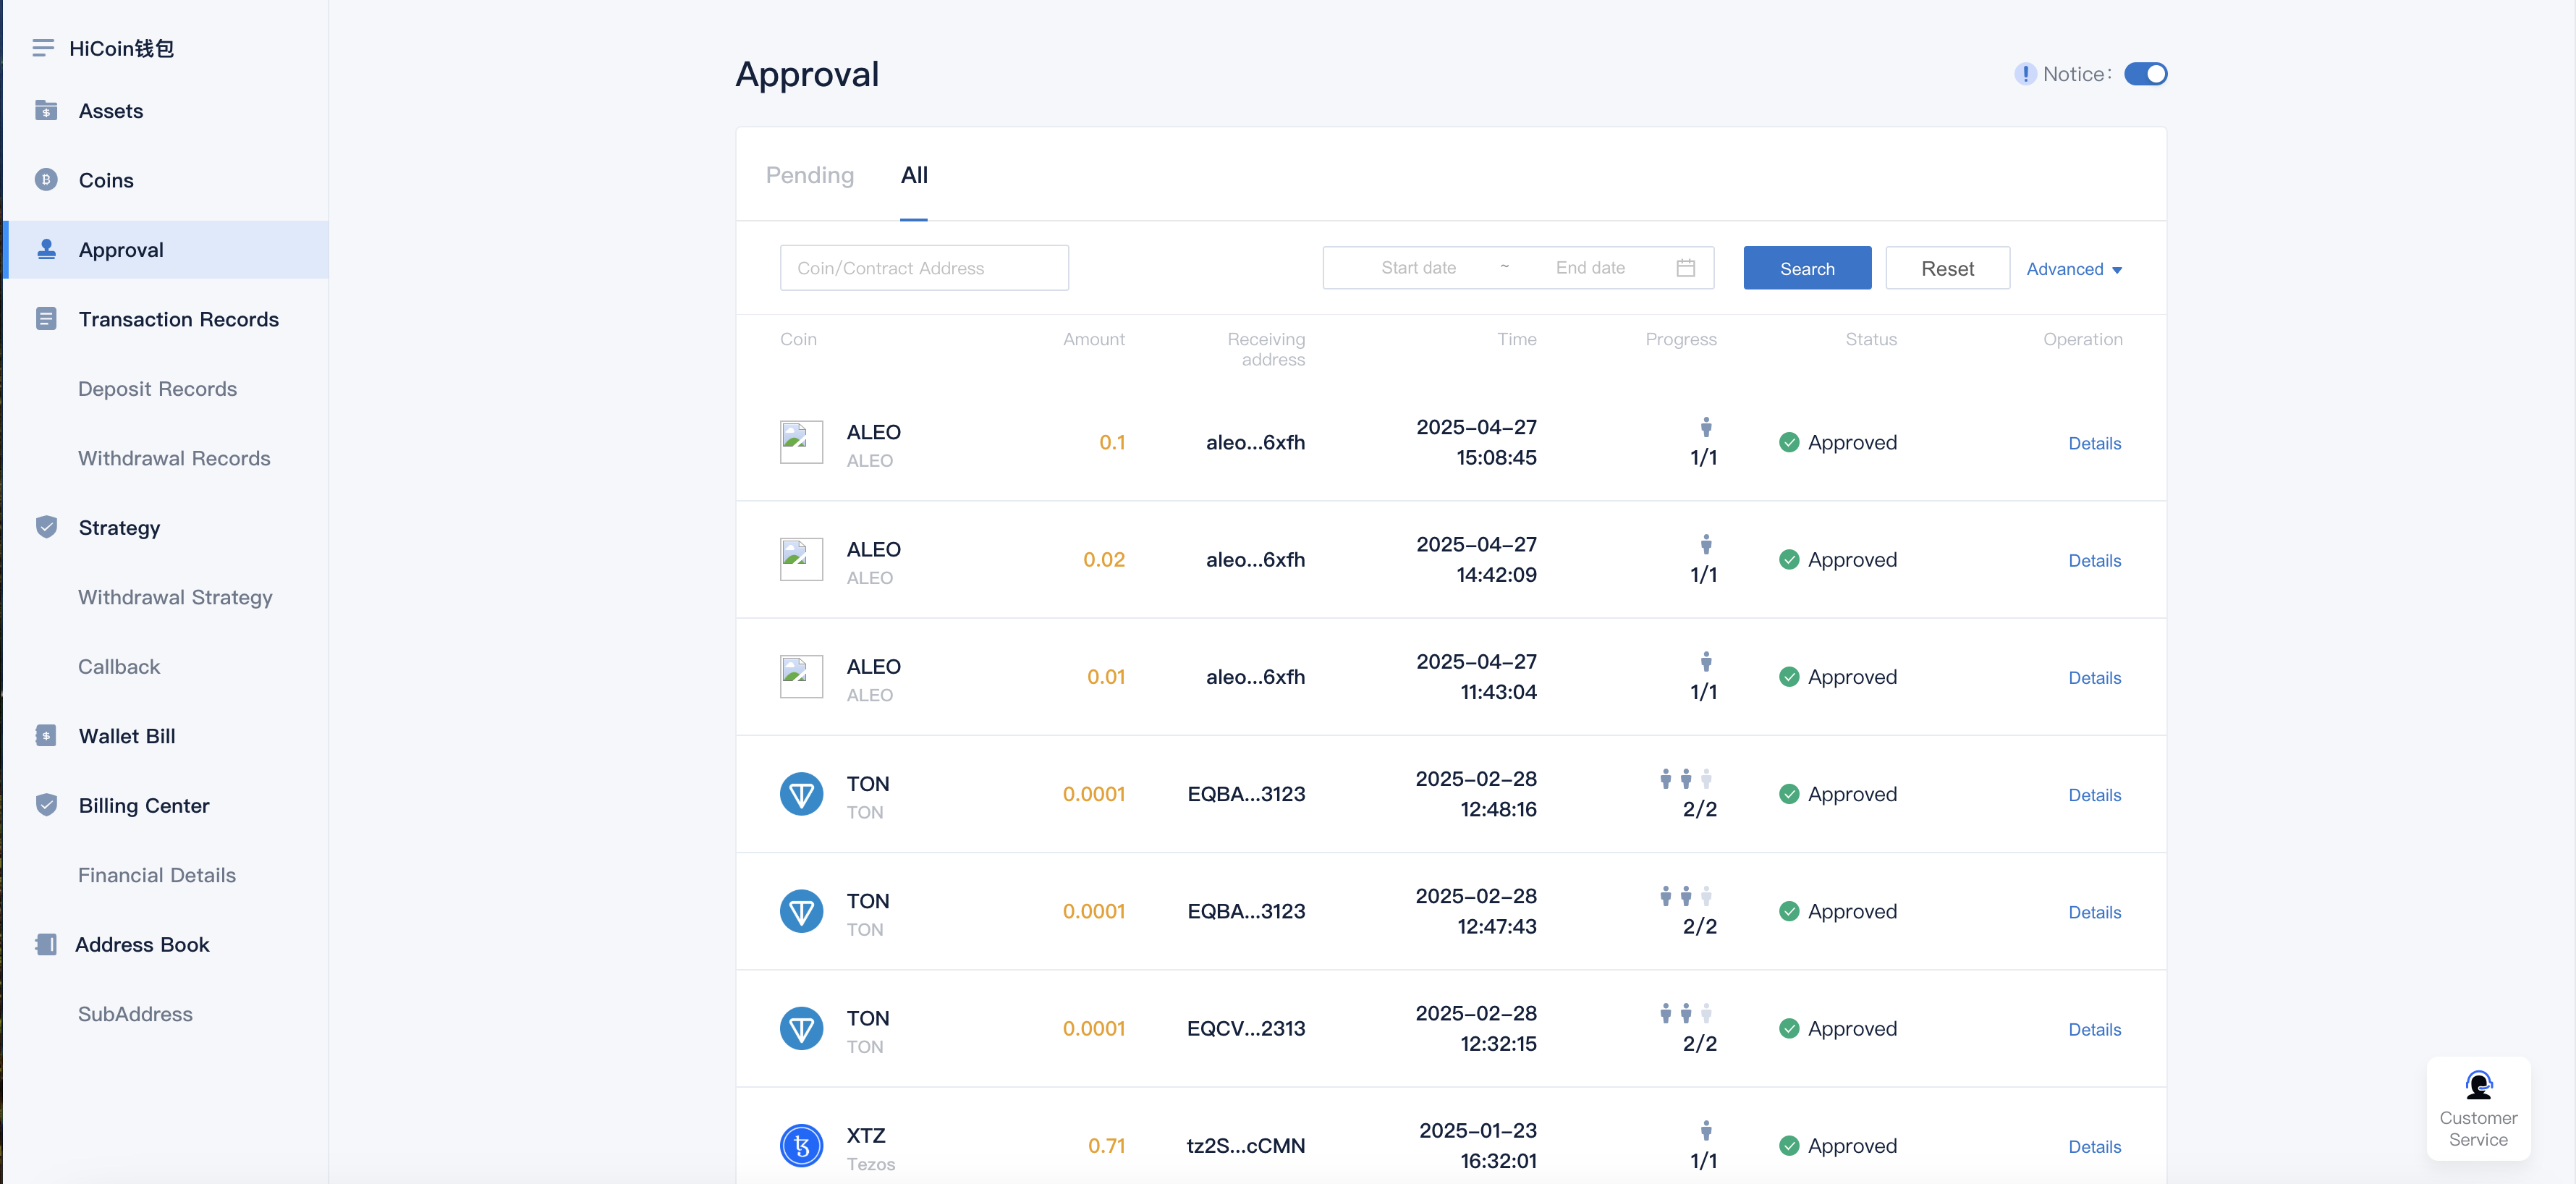 HiCoin钱包
Assets
Coins
Approval
Transaction Records
Deposit Records
Withdrawal Records
Strategy
Withdrawal Strategy
Callback
Wallet Bill
Billing Center
Financial Details
Address Book
SubAddress
Approval
Notice:
Pending All
Coin/Contract Address
Start date ~ End date
Search
Reset
Advanced
Coin Amount Receiving address Time Progress Status Operation
ALEO
ALEO
0.1
aleo...6xfh
2025-04-27
15:08:45
1/1
Approved
Details
ALEO
ALEO
0.02
aleo...6xfh
2025-04-27
14:42:09
1/1
Approved
Details
ALEO
ALEO
0.01
aleo...6xfh
2025-04-27
11:43:04
1/1
Approved
Details
TON
TON
0.0001
EQBA...3123
2025-02-28
12:48:16
2/2
Approved
Details
TON
TON
0.0001
EQBA...3123
2025-02-28
12:47:43
2/2
Approved
Details
TON
TON
0.0001
EQCV...2313
2025-02-28
12:32:15
2/2
Approved
Details
XTZ
Tezos
0.71
tz2S...cCMN
2025-01-23
16:32:01
1/1
Approved
Details
Customer
Service